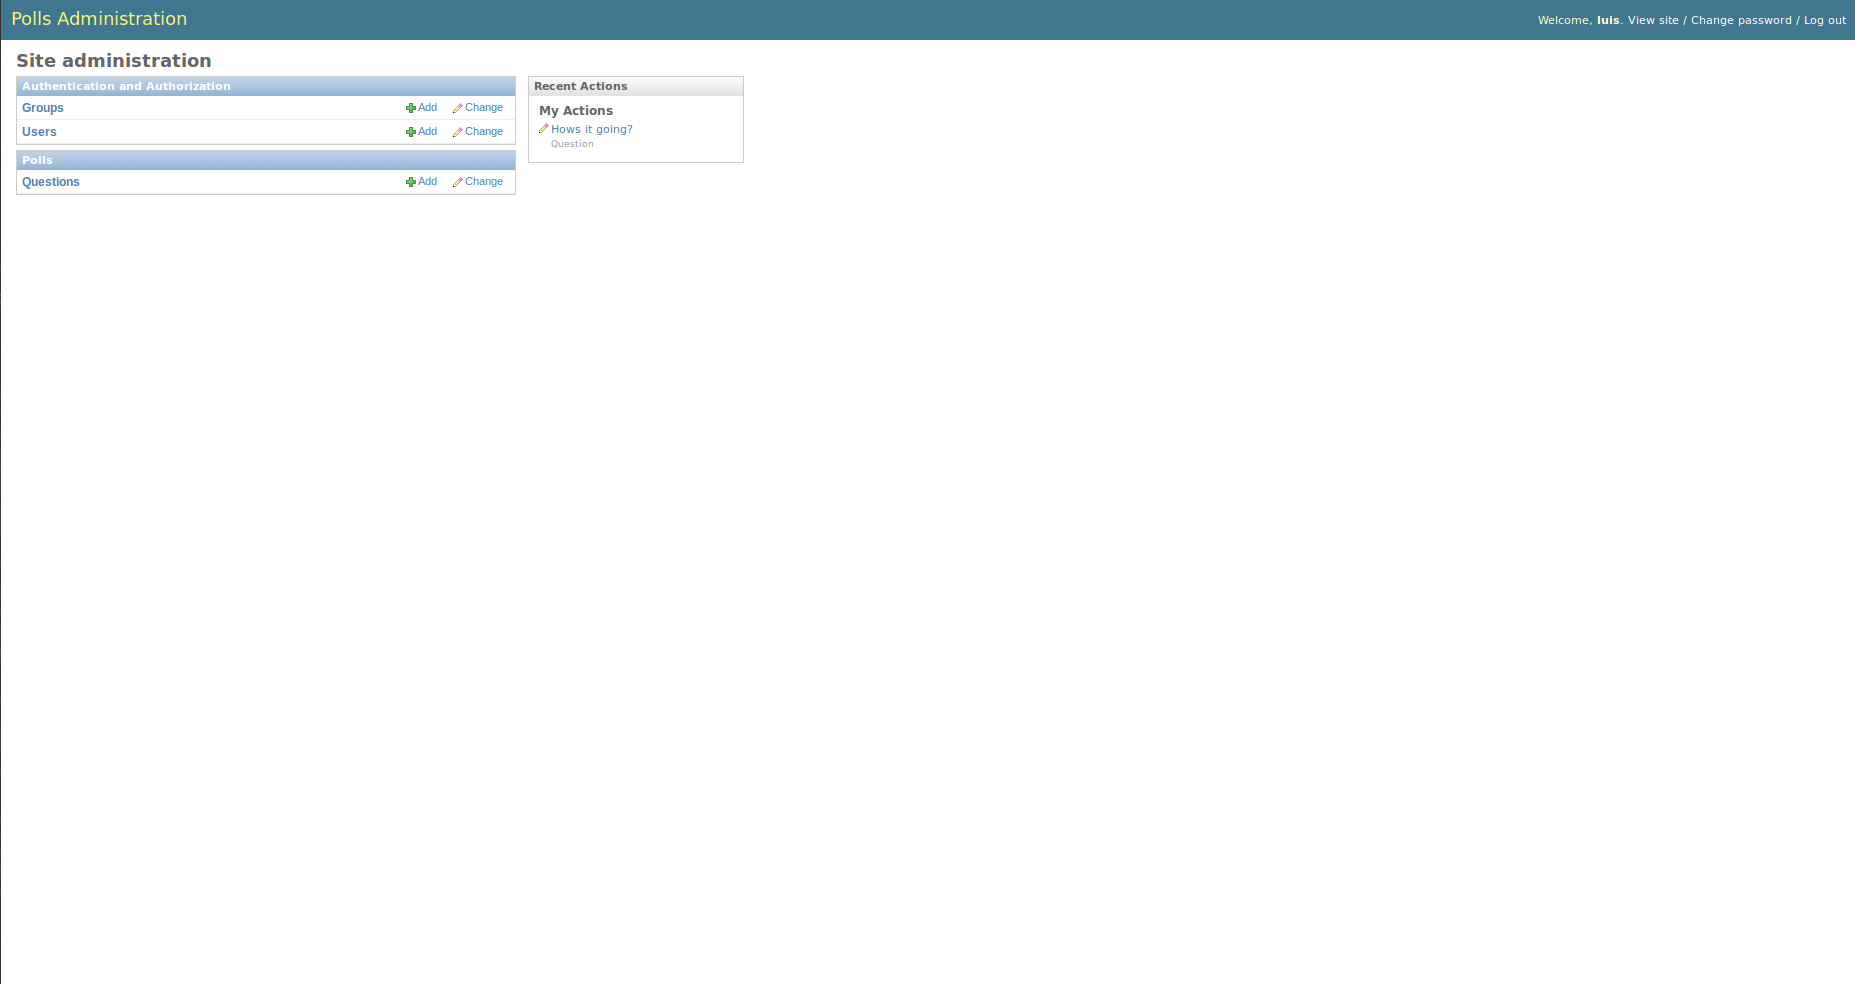 Polls Administration
Welcome, luis. View site / Change password / Log out
Site administration
Authentication and Authorization
Groups Add Change
Users Add Change
Polls
Questions Add Change
Recent Actions
My Actions
Hows it going?
Question